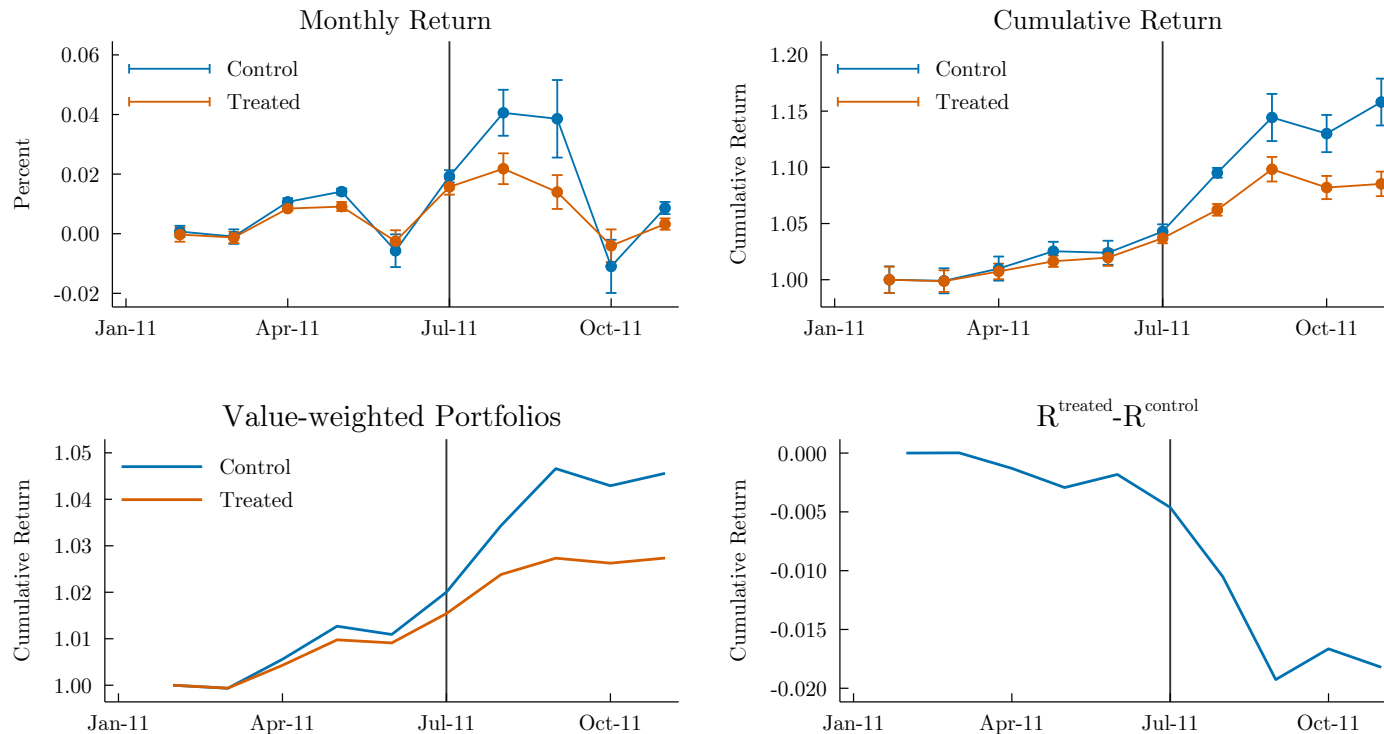 Monthly Return
Percent
0.06
0.04
0.02
0.00
-0.02
Control
Treated
Jan-11
Apr-11
Jul-11
Oct-11
Cumulative Return
Cumulative Return
1.20
1.15
1.10
1.05
1.00
Control
Treated
Jan-11
Apr-11
Jul-11
Oct-11
Value-weighted Portfolios
Cumulative Return
1.05
1.04
1.03
1.02
1.01
1.00
Control
Treated
Jan-11
Apr-11
Jul-11
Oct-11
R^treated-R^control
Cumulative Return
0.000
-0.005
-0.010
-0.015
-0.020
Jan-11
Apr-11
Jul-11
Oct-11